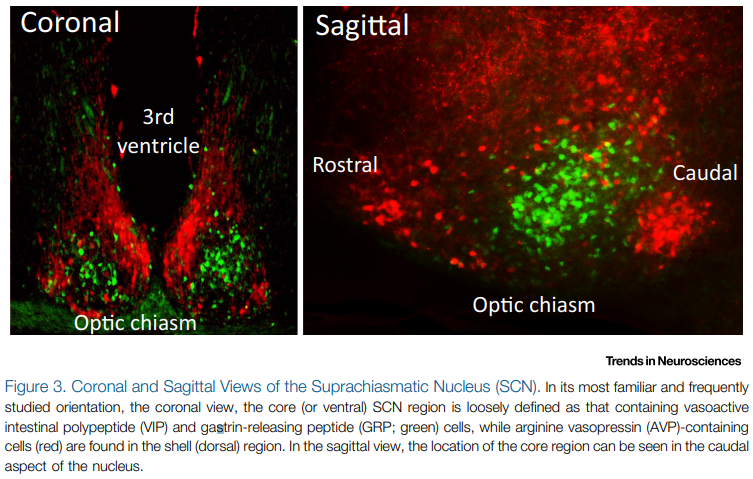 Coronal
3rd
ventricle
Optic chiasm
Sagittal
Rostral
Caudal
Optic chiasm
Trends in Neurosciences
Figure 3. Coronal and Sagittal Views of the Suprachiasmatic Nucleus (SCN). In its most familiar and frequently
studied orientation, the coronal view, the core (or ventral) SCN region is loosely defined as that containing vasoactive
intestinal polypeptide (VIP) and gastrin-releasing peptide (GRP; green) cells, while arginine vasopressin (AVP)-containing
cells (red) are found in the shell (dorsal) region. In the sagittal view, the location of the core region can be seen in the caudal
aspect of the nucleus.